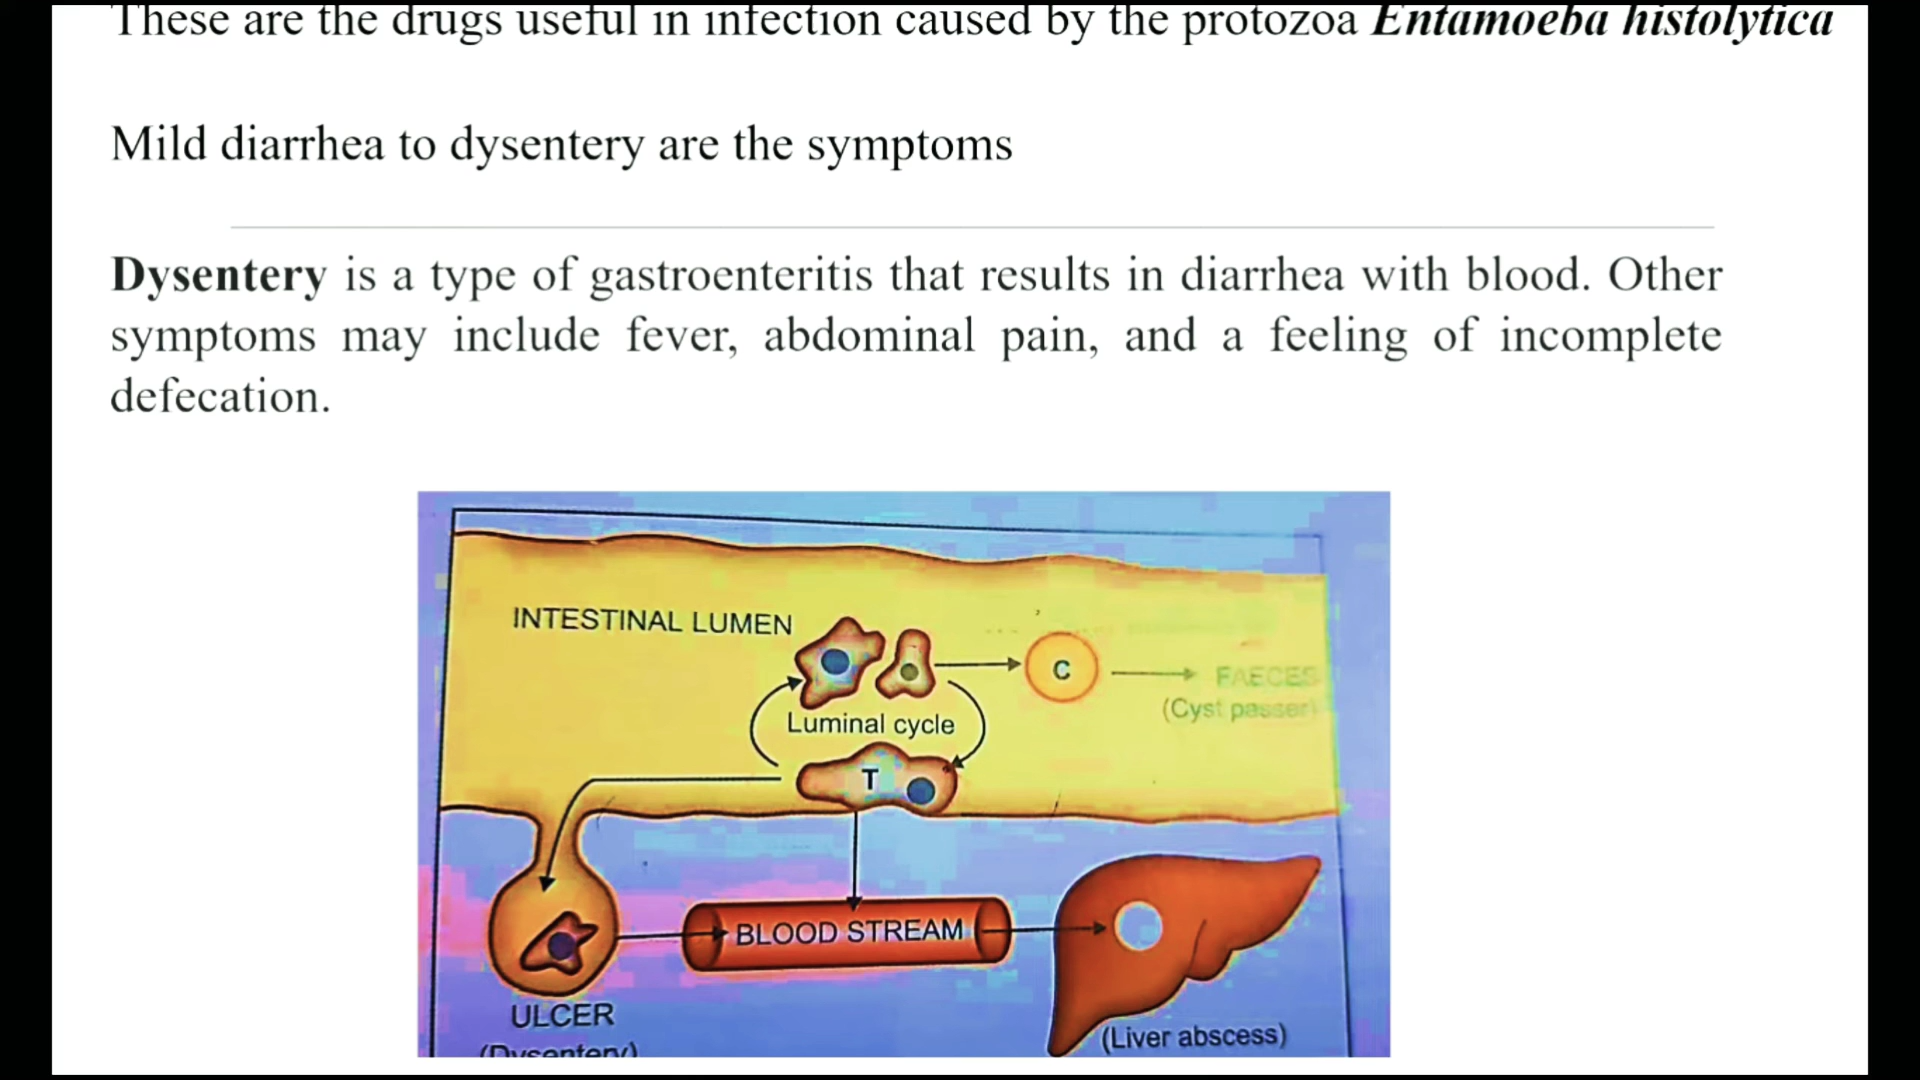 These are the drugs useful in infection caused by the protozoa Entamoeba histolytica
Mild diarrhea to dysentery are the symptoms
Dysentery is a type of gastroenteritis that results in diarrhea with blood. Other
symptoms may include fever, abdominal pain, and a feeling of incomplete
defecation.
INTESTINAL LUMEN
C
FAECES
(Cyst passer)
Luminal cycle
T
BLOOD STREAM
ULCER
(Dysentery)
(Liver abscess)